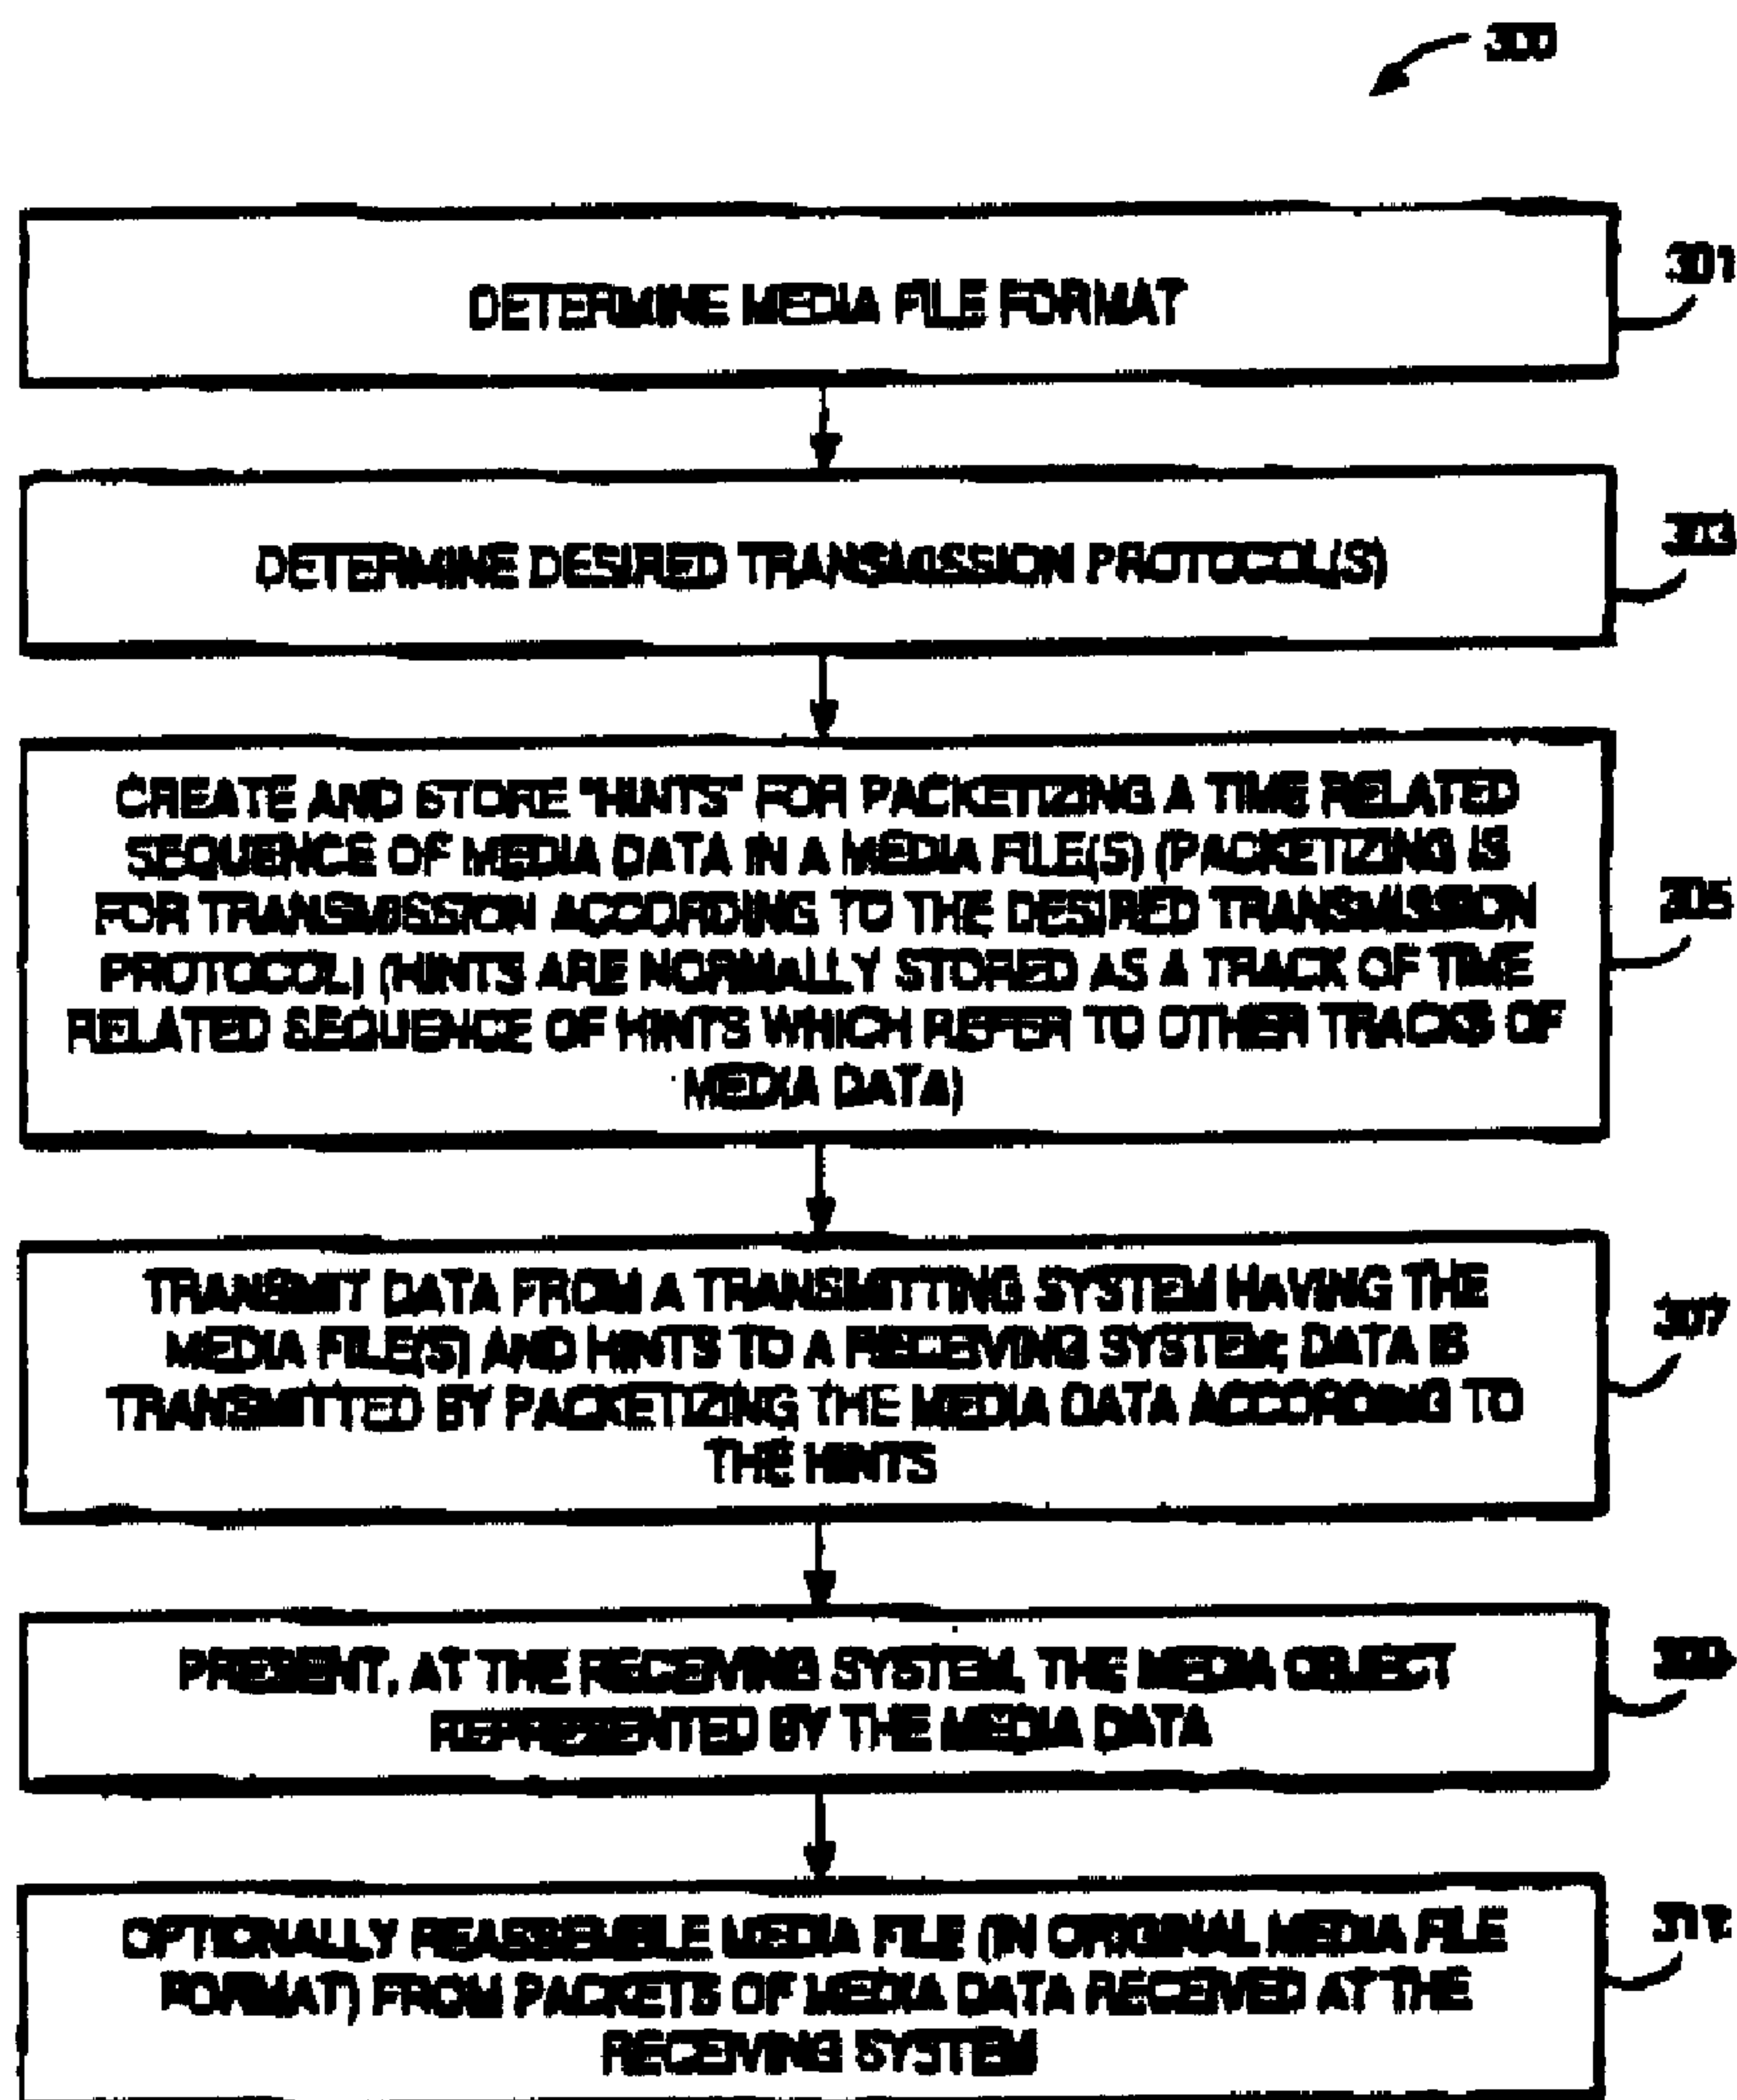 300
DETERMINE MEDIA FILE FORMAT
301
DETERMINE DESIRED TRANSMISSION PROTOCOL(S)
303
CREATE AND STORE "HINTS" FOR PACKETIZING A TIME RELATED
SEQUENCE OF MEDIA DATA IN A MEDIA FILE(S) (PACKETIZING IS
FOR TRANSMISSION ACCORDING TO THE DESIRED TRANSMISSION
PROTOCOL) (HINTS ARE NORMALLY STORED AS A TRACK OF TIME
RELATED SEQUENCE OF HINTS WHICH REFER TO OTHER TRACKS OF
MEDIA DATA)
305
TRANSMIT DATA FROM A TRANSMITTING SYSTEM HAVING THE
MEDIA FILE(S) AND HINTS TO A RECEIVING SYSTEM; DATA IS
TRANSMITTED BY PACKETIZING THE MEDIA DATA ACCORDING TO
THE HINTS
307
PRESENT, AT THE RECEIVING SYSTEM, THE MEDIA OBJECT
REPRESENTED BY THE MEDIA DATA
309
OPTIONALLY REASSEMBLE MEDIA FILE (IN ORIGINAL MEDIA FILE
FORMAT) FROM PACKETS OF MEDIA DATA RECEIVED AT THE
RECEIVING SYSTEM